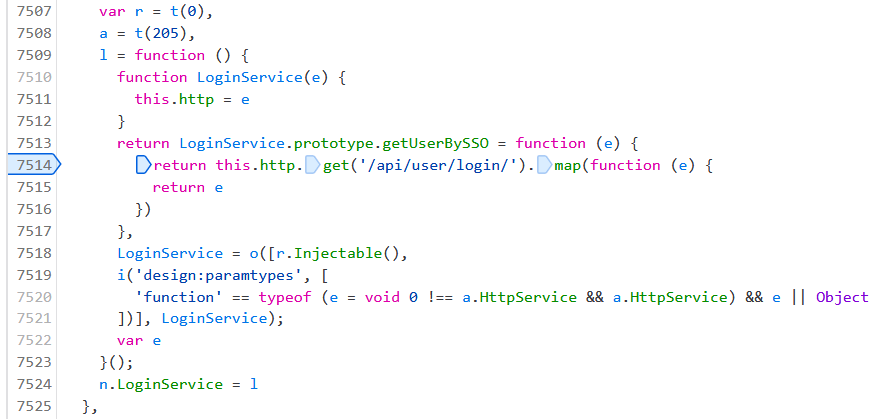 7507 var r = t(0),
7508 a = t(205),
7509 l = function () {
7510 function LoginService(e) {
7511 this.http = e
7512 }
7513 return LoginService.prototype.getUserBySSO = function (e) {
7514 return this.http.get('/api/user/login/').map(function (e) {
7515 return e
7516 })
7517 },
7518 LoginService = o([r.Injectable(),
7519 i('design:paramtypes', [
7520 'function' == typeof (e = void 0 !== a.HttpService && a.HttpService) && e || Object
7521 ])], LoginService);
7522 var e
7523 }();
7524 n.LoginService = l
7525 },